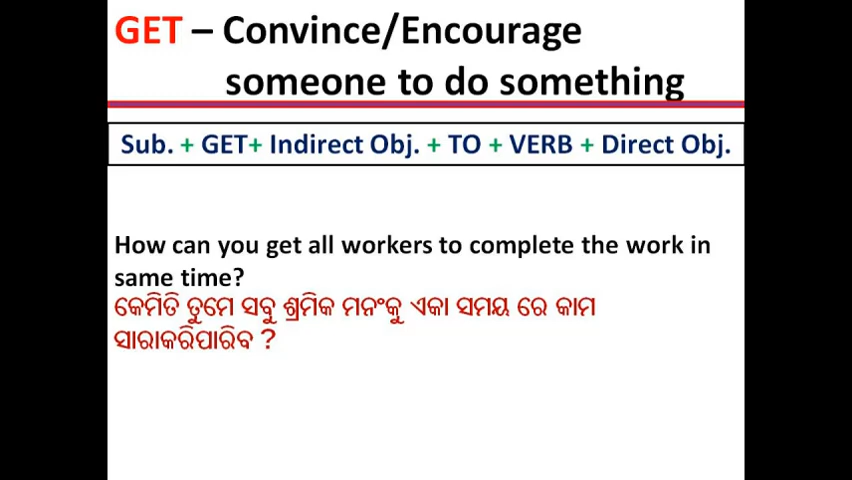 GET – Convince/Encourage
someone to do something
Sub. + GET+ Indirect Obj. + TO + VERB + Direct Obj.
How can you get all workers to complete the work in
same time?
କେମିତି ତୁମେ ସବୁ ଶ୍ରମିକ ମନଂକୁ ଏକା ସମୟ ରେ କାମ
ସାରାକରିପାରିବ ?